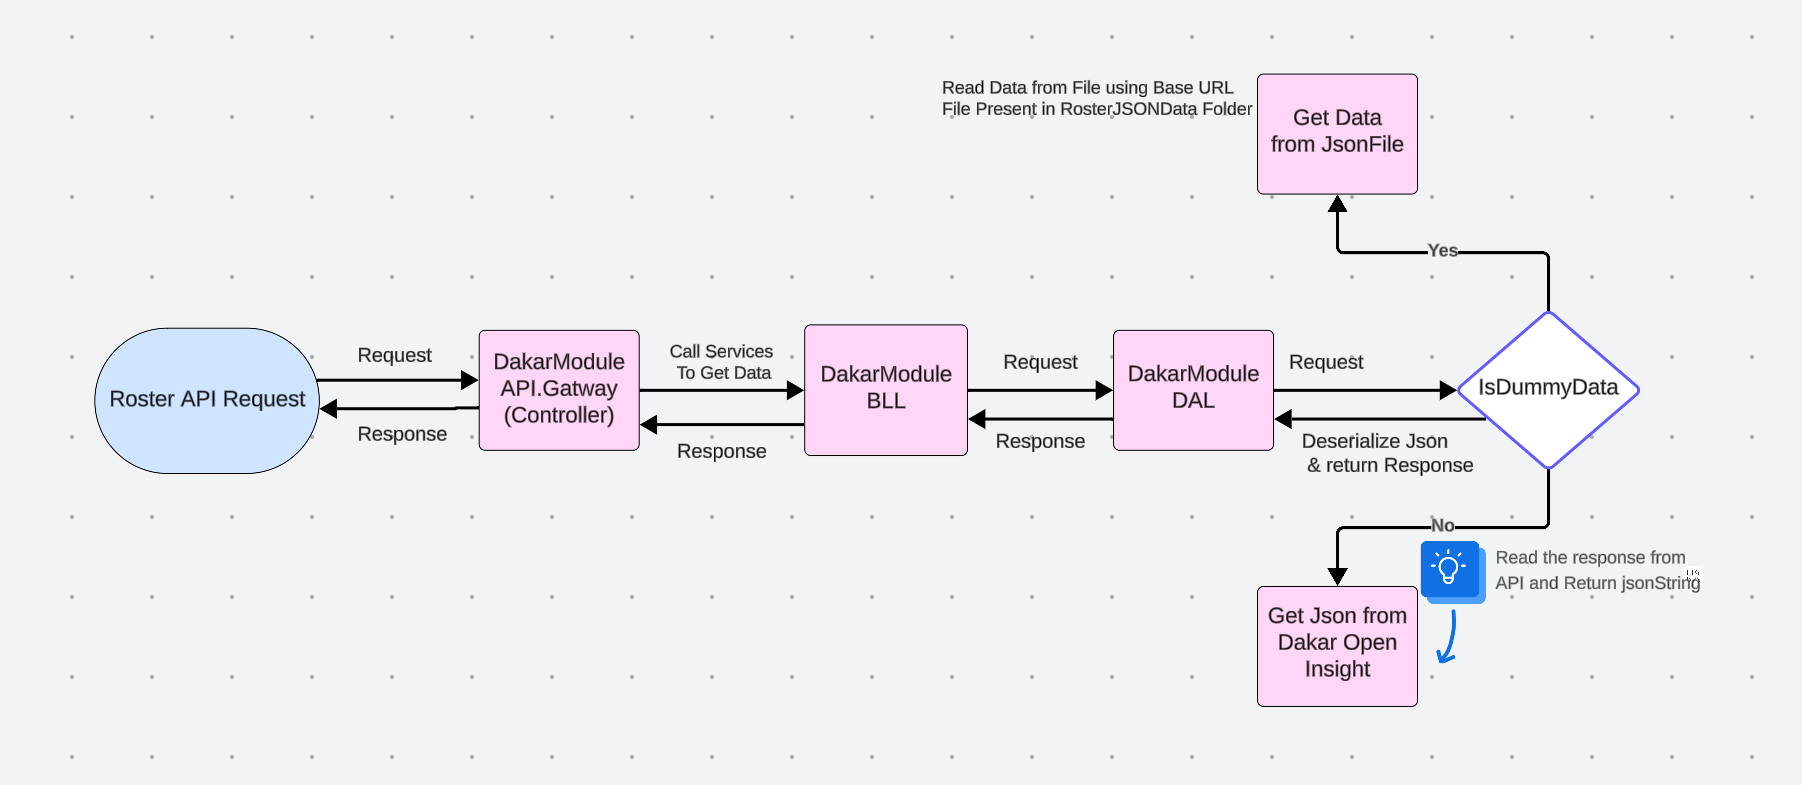 Read Data from File using Base URL
File Present in RosterJSONData Folder
Get Data
from JsonFile
Yes
Roster API Request
Request
Response
DakarModule
API.Gatway
(Controller)
Call Services
To Get Data
Response
DakarModule
BLL
Request
Response
DakarModule
DAL
Request
Deserialize Json
& return Response
IsDummyData
No
Read the response from
API and Return jsonString
Get Json from
Dakar Open
Insight